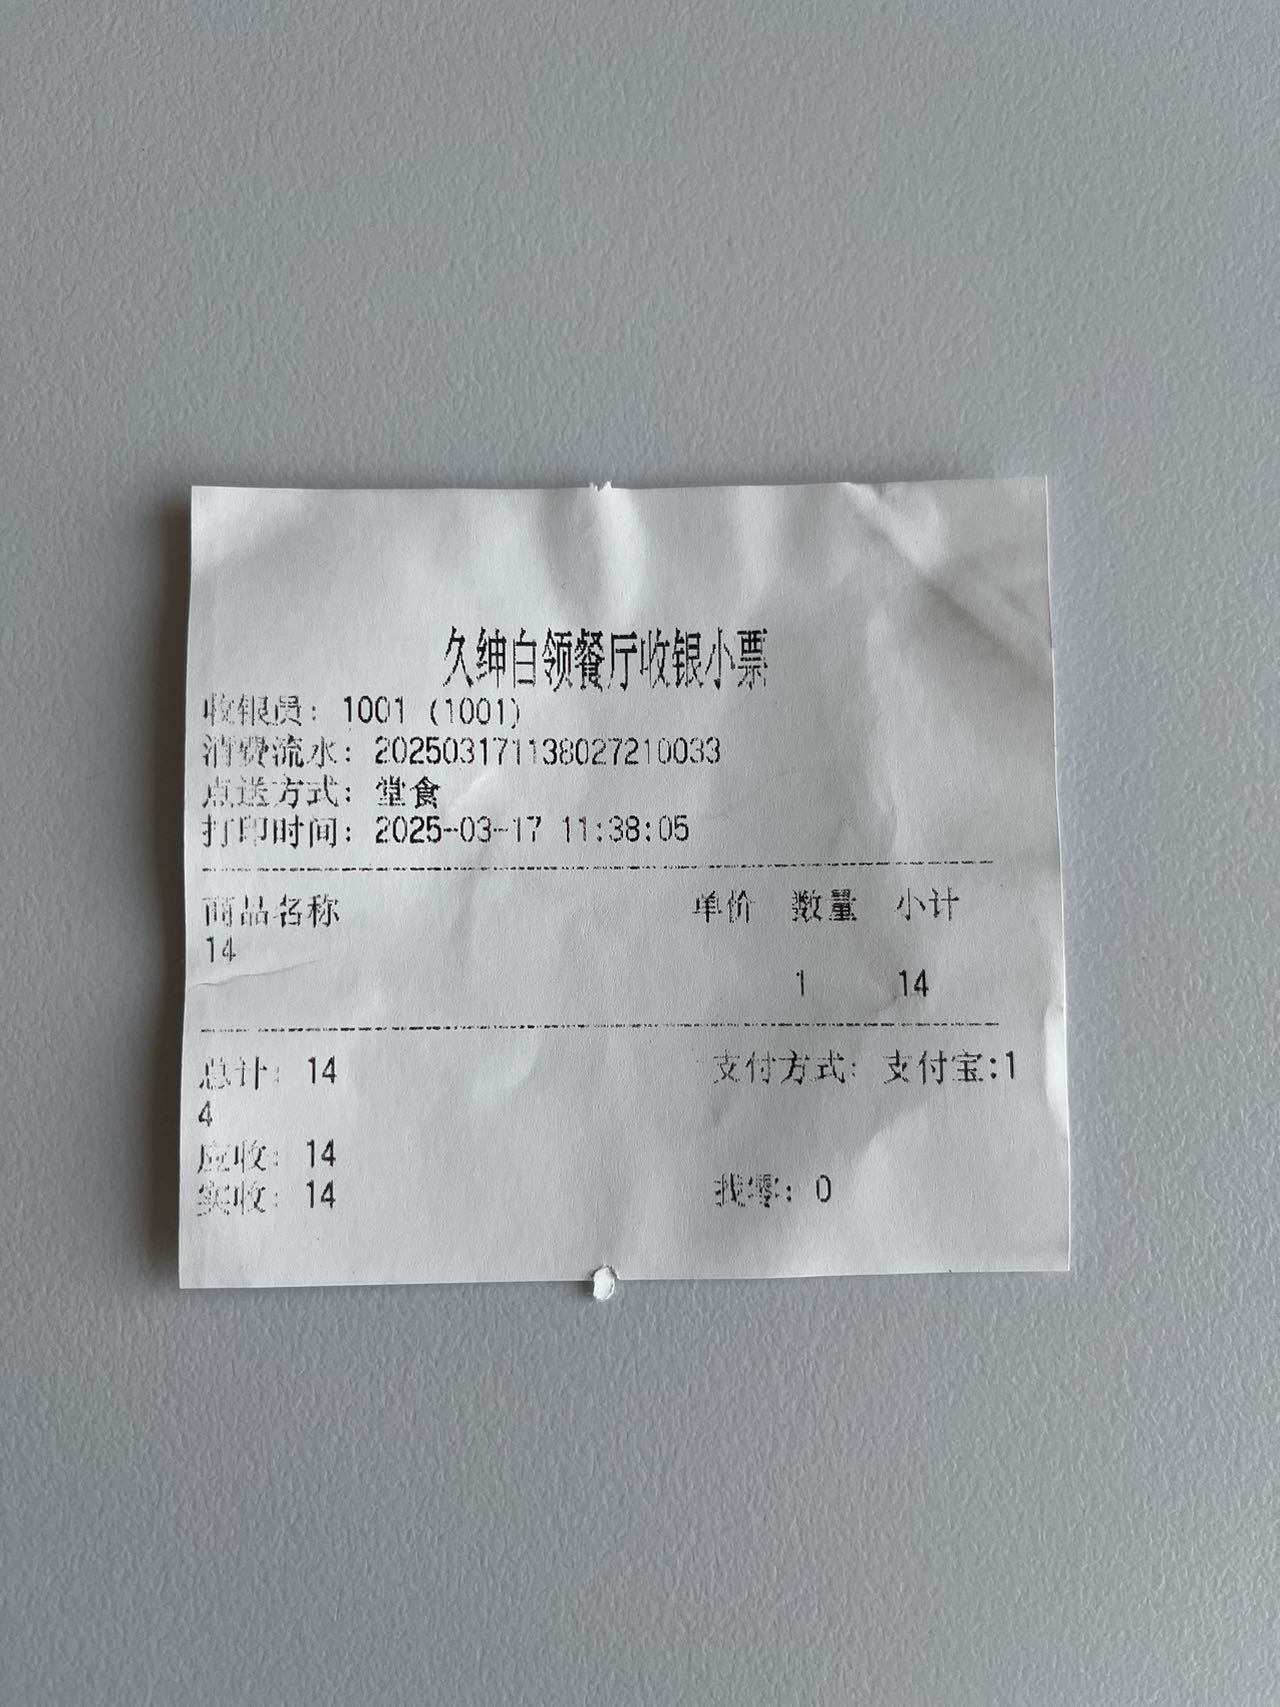 久绅白领餐厅收银小票
收银员: 1001 (1001)
消费流水: 202503171138027210033
点送方式: 堂食
打印时间: 2025-03-17 11:38:05
商品名称 单价 数量 小计
14
1 14
总计: 14 支付方式: 支付宝:1
4
应收: 14
实收: 14 找零: 0